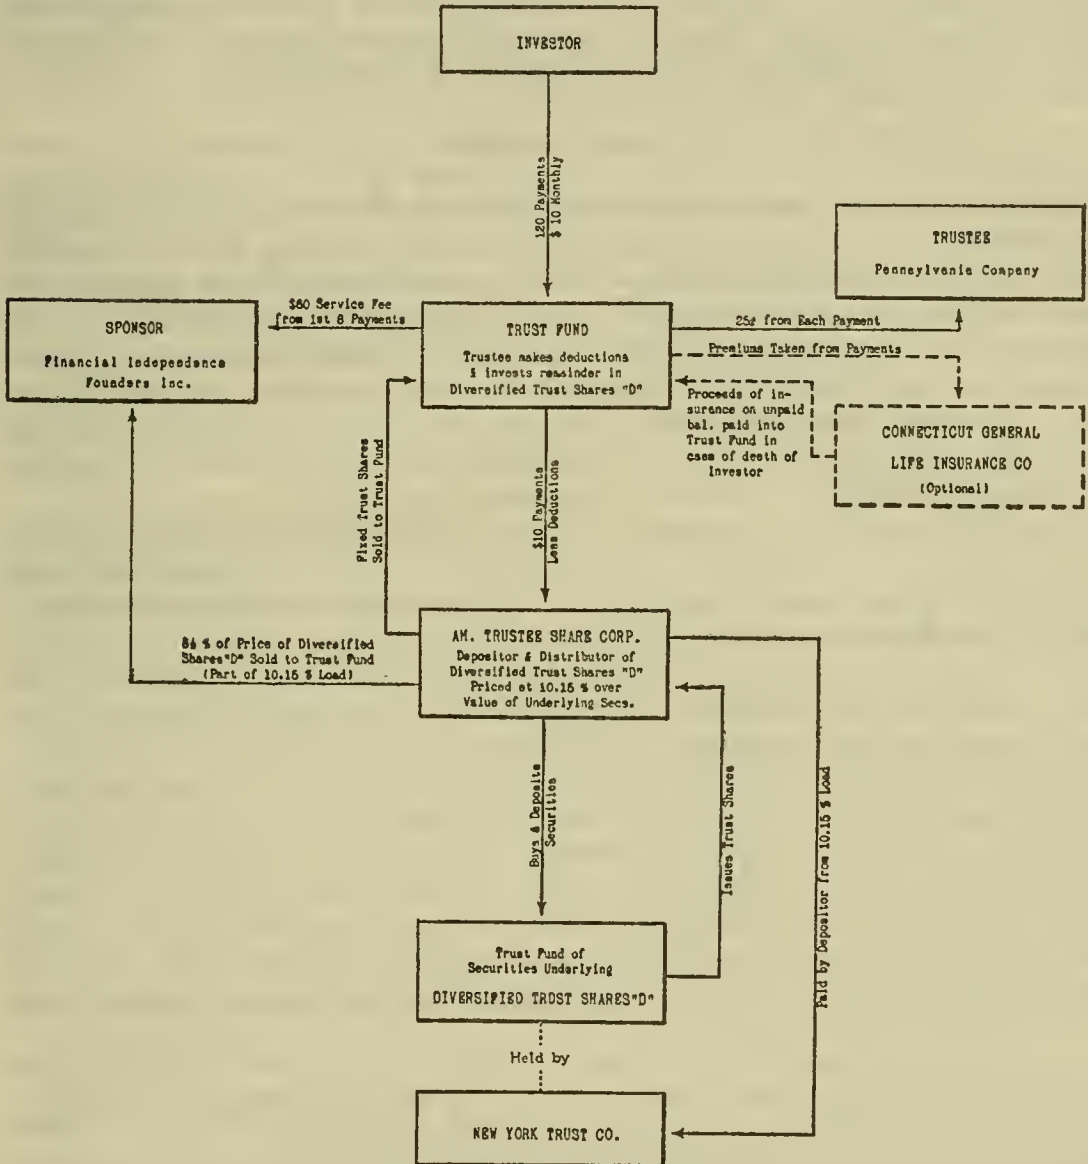 INVESTOR
120 Payments
$ 10 Monthly
TRUSTEE
Pennsylvania Company
SPONSOR
Financial Independence
Founders Inc.
$60 Service Fee
from 1st 8 Payments
TRUST FUND
Trustee makes deductions
& invests remainder in
Diversified Trust Shares "D"
25¢ from Each Payment
Premiums Taken from Payments
Proceeds of in-
surance on unpaid
bal. paid into
Trust Fund in
case of death of
Investor
CONNECTICUT GENERAL
LIFE INSURANCE CO
(Optional)
Fixed Trust Shares
Sold to Trust Fund
$10 Payments
Less Deductions
8½ % of Price of Diversified
Shares "D" Sold to Trust Fund
(Part of 10.15 % Load)
AM. TRUSTEE SHARE CORP.
Depositor & Distributor of
Diversified Trust Shares "D"
Priced at 10.15 % over
Value of Underlying Secs.
Buys & Deposits
Securities
Issues Trust Shares
Paid by Depositor from 10.15 % Load
Trust Fund of
Securities Underlying
DIVERSIFIED TRUST SHARES "D"
Held by
NEW YORK TRUST CO.